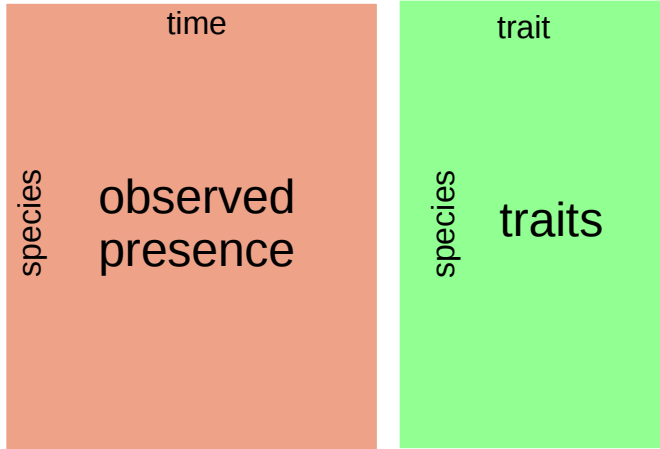 time
species
observed
presence
trait
species
traits